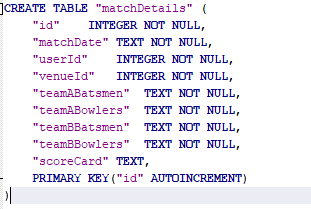 CREATE TABLE "matchDetails" (
"id" INTEGER NOT NULL,
"matchDate" TEXT NOT NULL,
"userId" INTEGER NOT NULL,
"venueId" INTEGER NOT NULL,
"teamABatsmen" TEXT NOT NULL,
"teamABowlers" TEXT NOT NULL,
"teamBBatsmen" TEXT NOT NULL,
"teamBBowlers" TEXT NOT NULL,
"scoreCard" TEXT,
PRIMARY KEY("id" AUTOINCREMENT)
)